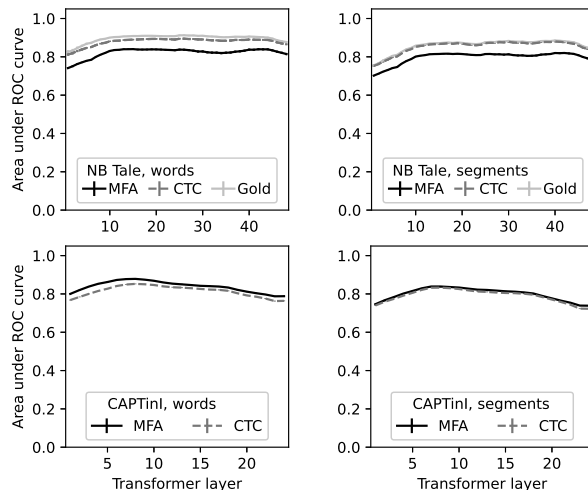 1.0
0.8
0.6
0.4
0.2
0.0
Area under ROC curve
NB Tale, words
MFA CTC Gold
10 20 30 40
1.0
0.8
0.6
0.4
0.2
0.0
NB Tale, segments
MFA CTC Gold
10 20 30 40
1.0
0.8
0.6
0.4
0.2
0.0
Area under ROC curve
CAPTinI, words
MFA CTC
5 10 15 20
Transformer layer
1.0
0.8
0.6
0.4
0.2
0.0
CAPTinI, segments
MFA CTC
5 10 15 20
Transformer layer